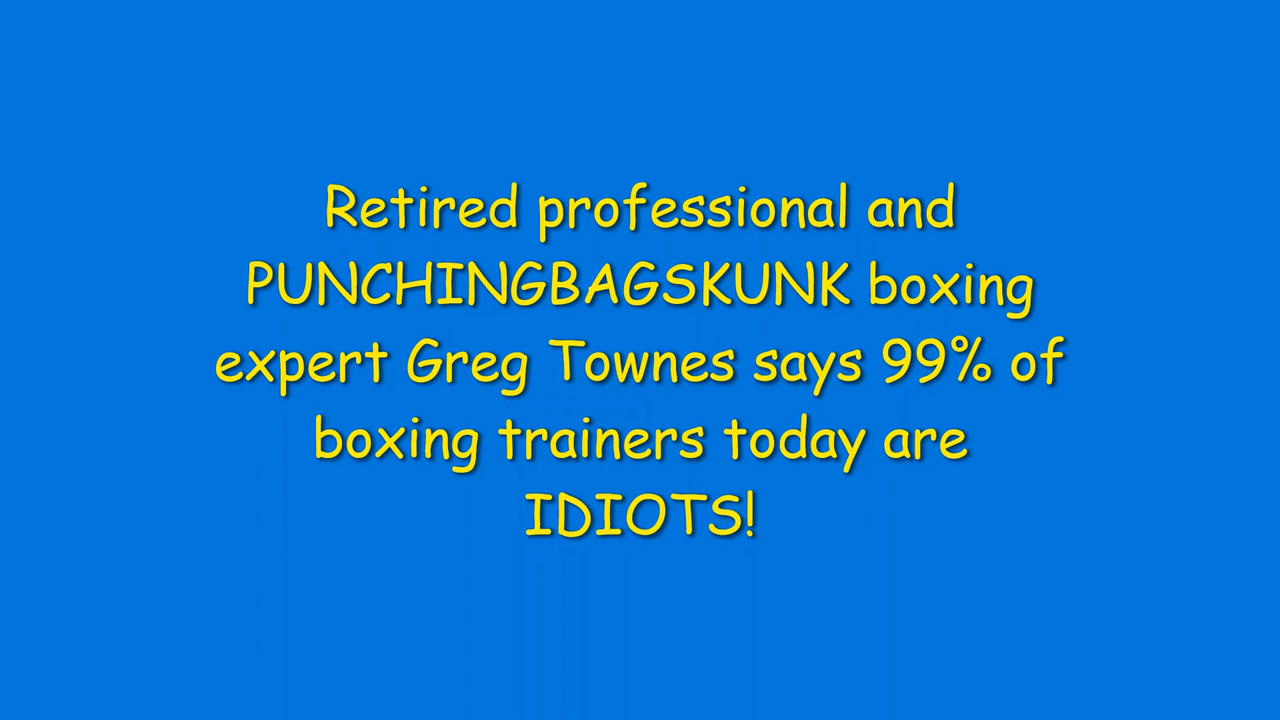 Retired professional and
PUNCHINGBAGSKUNK boxing
expert Greg Townes says 99% of
boxing trainers today are
IDIOTS!